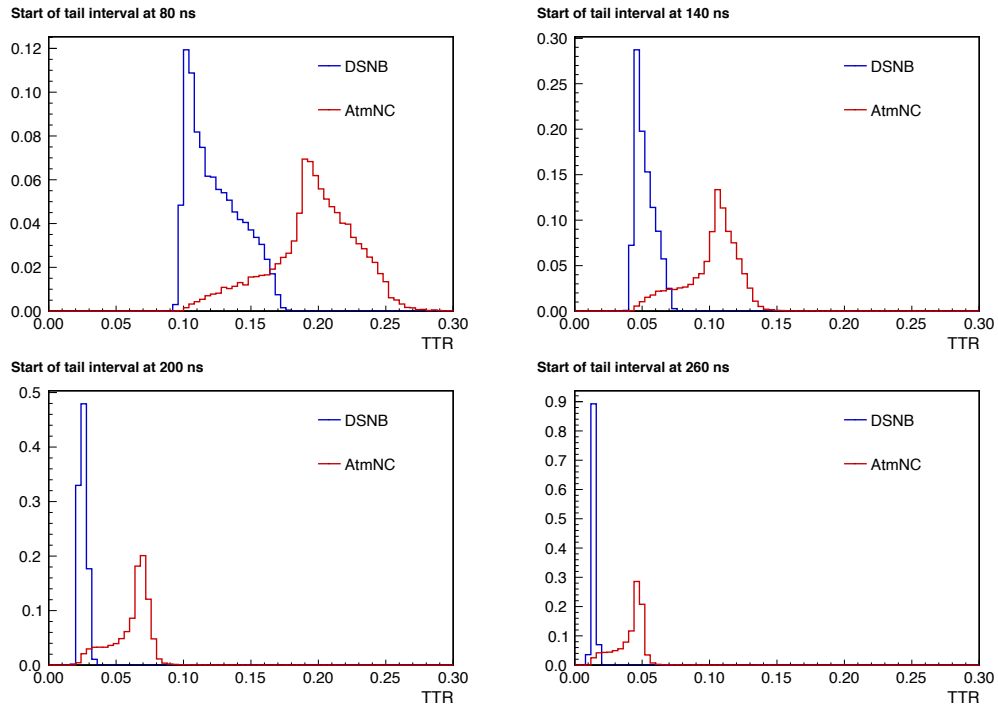 Start of tail interval at 80 ns
0.12
0.10
0.08
0.06
0.04
0.02
0.00
DSNB
AtmNC
0.00 0.05 0.10 0.15 0.20 0.25 0.30
TTR
Start of tail interval at 140 ns
0.30
0.25
0.20
0.15
0.10
0.05
0.00
DSNB
AtmNC
0.00 0.05 0.10 0.15 0.20 0.25 0.30
TTR
Start of tail interval at 200 ns
0.5
0.4
0.3
0.2
0.1
0.0
DSNB
AtmNC
0.00 0.05 0.10 0.15 0.20 0.25 0.30
TTR
Start of tail interval at 260 ns
0.9
0.8
0.7
0.6
0.5
0.4
0.3
0.2
0.1
0.0
DSNB
AtmNC
0.00 0.05 0.10 0.15 0.20 0.25 0.30
TTR